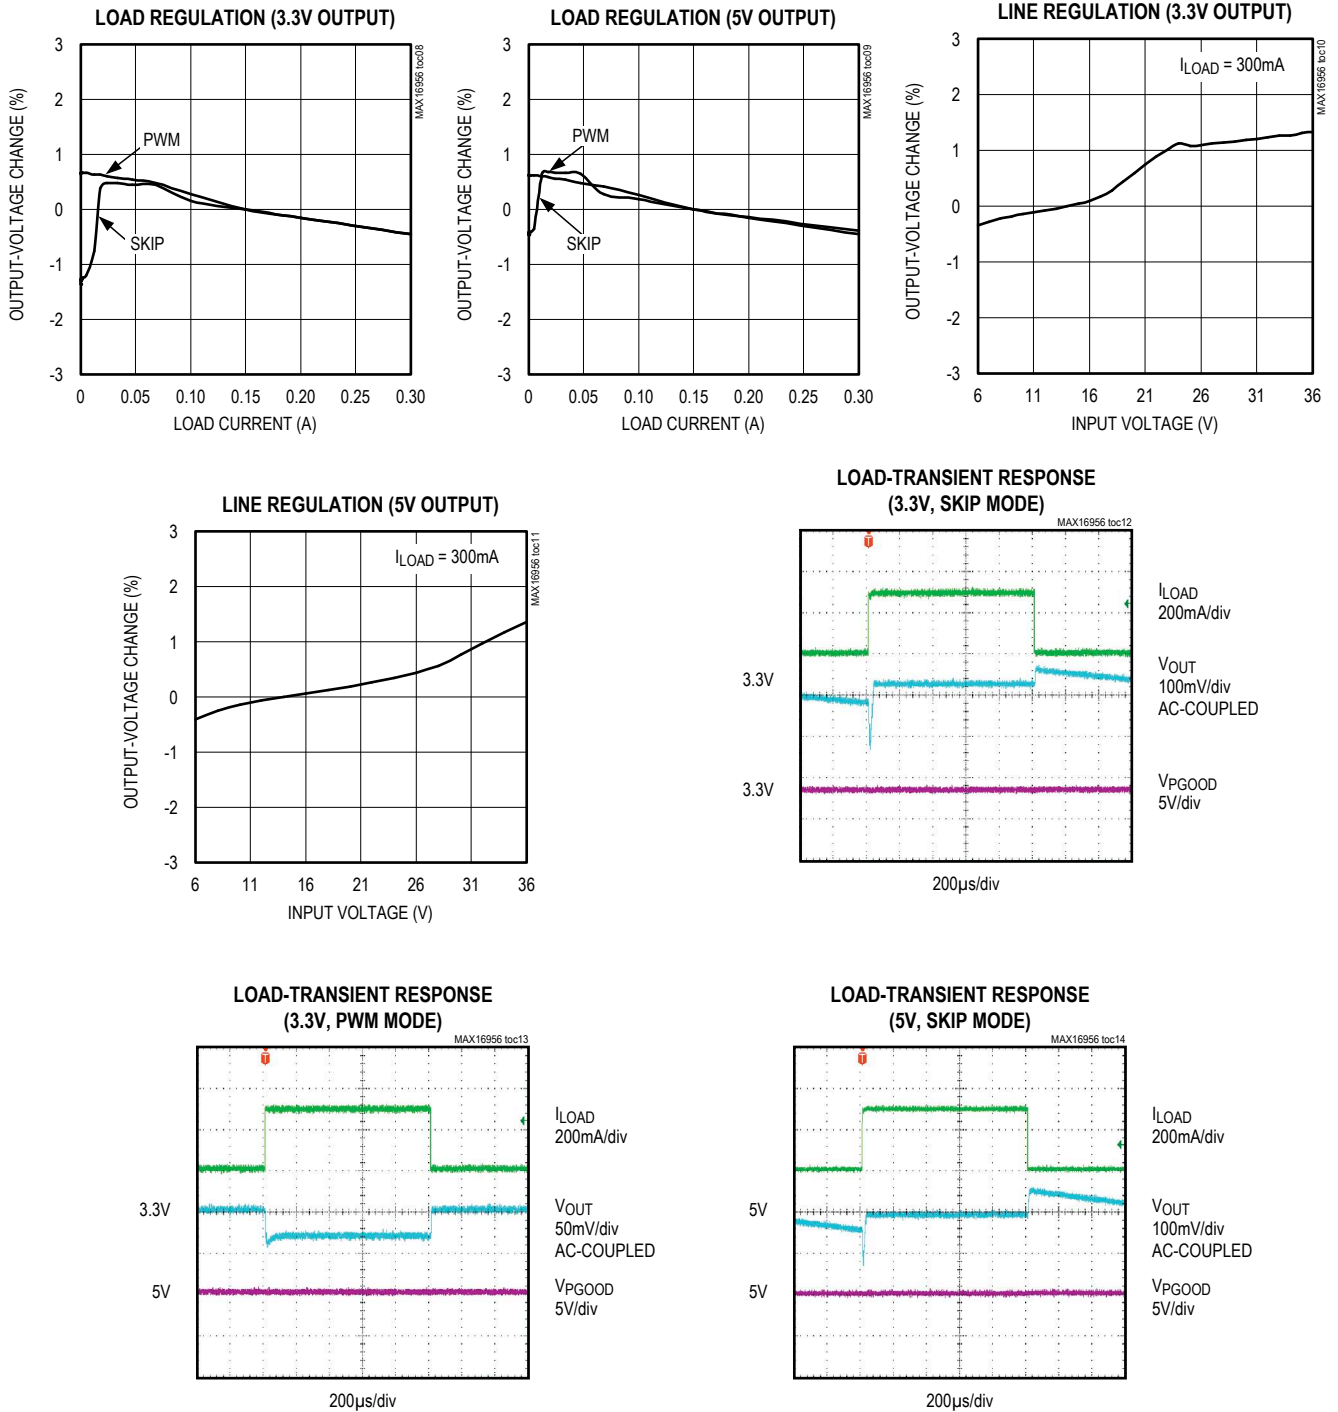 LOAD REGULATION (3.3V OUTPUT)
MAX16956 toc08
OUTPUT-VOLTAGE CHANGE (%)
3
2
1
0
-1
-2
-3
PWM
SKIP
0 0.05 0.10 0.15 0.20 0.25 0.30
LOAD CURRENT (A)
LOAD REGULATION (5V OUTPUT)
MAX16956 toc09
OUTPUT-VOLTAGE CHANGE (%)
3
2
1
0
-1
-2
-3
PWM
SKIP
0 0.05 0.10 0.15 0.20 0.25 0.30
LOAD CURRENT (A)
LINE REGULATION (3.3V OUTPUT)
MAX16956 toc10
OUTPUT-VOLTAGE CHANGE (%)
3
2
1
0
-1
-2
-3
ILOAD = 300mA
6 11 16 21 26 31 36
INPUT VOLTAGE (V)
LINE REGULATION (5V OUTPUT)
MAX16956 toc11
OUTPUT-VOLTAGE CHANGE (%)
3
2
1
0
-1
-2
-3
ILOAD = 300mA
6 11 16 21 26 31 36
INPUT VOLTAGE (V)
LOAD-TRANSIENT RESPONSE
(3.3V, SKIP MODE)
MAX16956 toc12
T
ILOAD
200mA/div
3.3V
VOUT
100mV/div
AC-COUPLED
3.3V
VPGOOD
5V/div
200µs/div
LOAD-TRANSIENT RESPONSE
(3.3V, PWM MODE)
MAX16956 toc13
T
ILOAD
200mA/div
3.3V
VOUT
50mV/div
AC-COUPLED
5V
VPGOOD
5V/div
200µs/div
LOAD-TRANSIENT RESPONSE
(5V, SKIP MODE)
MAX16956 toc14
T
ILOAD
200mA/div
5V
VOUT
100mV/div
AC-COUPLED
5V
VPGOOD
5V/div
200µs/div